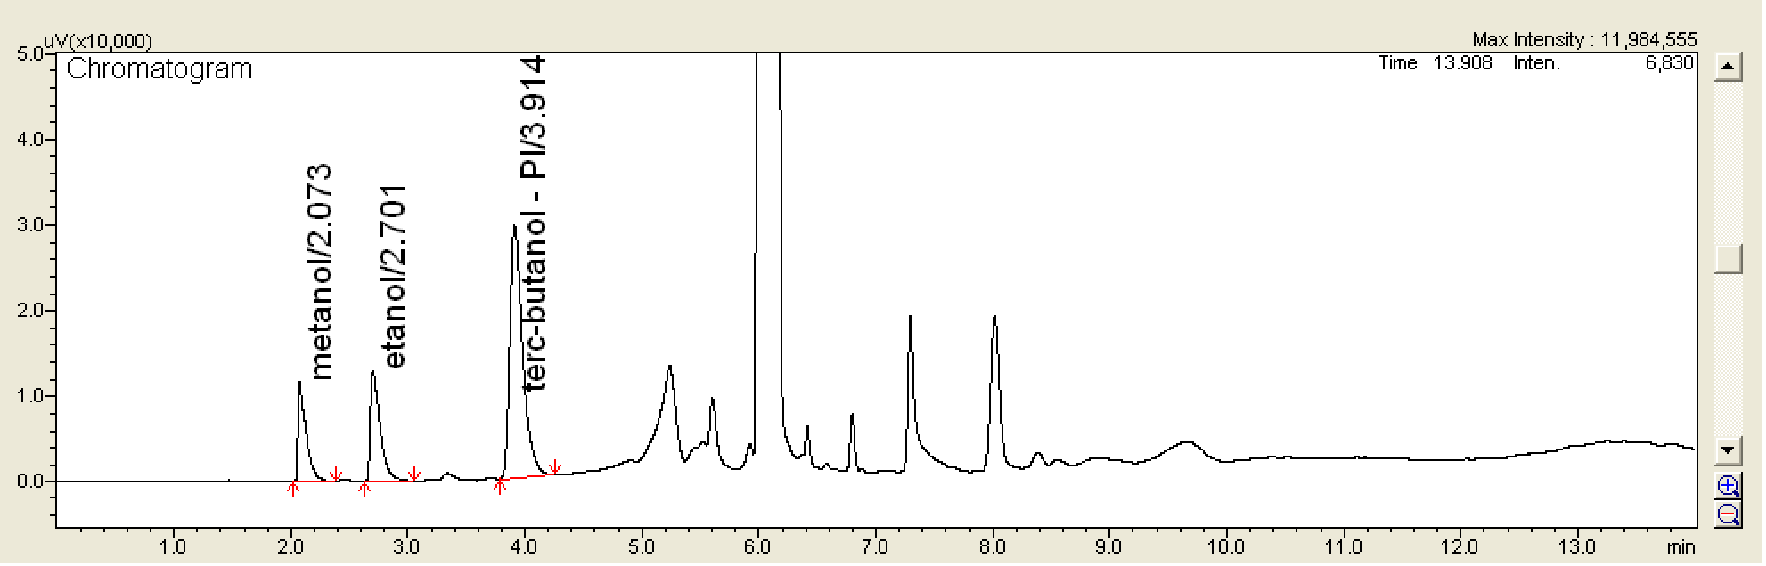 uV(x10,000)
Max Intensity : 11,984,555
Chromatogram
Time 13.908 Inten. 6,830
5.0
4.0
3.0
2.0
1.0
0.0
metanol/2.073
etanol/2.701
terc-butanol - PI/3.914
1.0 2.0 3.0 4.0 5.0 6.0 7.0 8.0 9.0 10.0 11.0 12.0 13.0 min